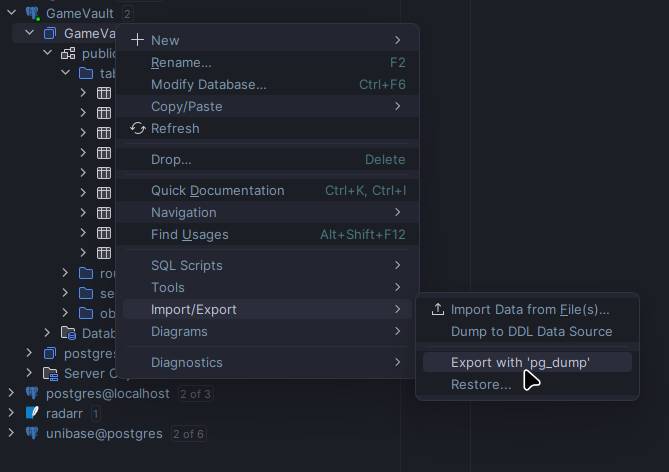 GameVault 2
GameVa
public
tab
New
Rename... F2
Modify Database... Ctrl+F6
Copy/Paste
Refresh
Drop... Delete
Quick Documentation Ctrl+K, Ctrl+I
Navigation
Find Usages Alt+Shift+F12
SQL Scripts
Tools
Import/Export
Diagrams
Diagnostics
Import Data from File(s)...
Dump to DDL Data Source
Export with 'pg_dump'
Restore...
rou
se
ob
Datab
postgres
Server O
postgres@localhost 2 of 3
radarr 1
unibase@postgres 2 of 6